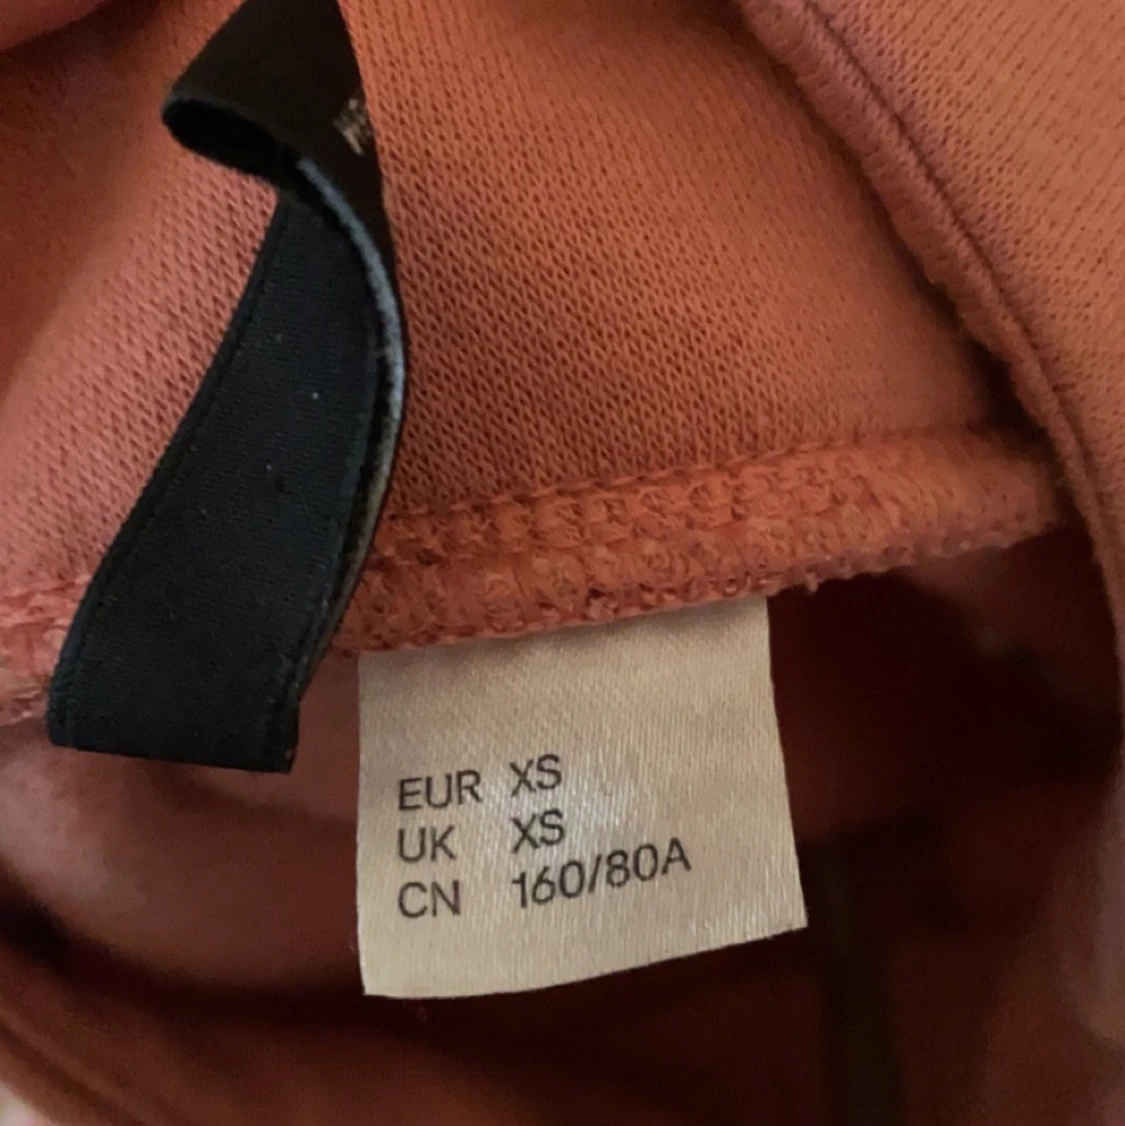 EUR XS
UK XS
CN 160/80A